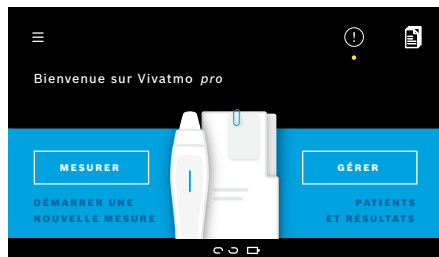 Bienvenue sur Vivatmo pro
MESURER
GÉRER
DÉMARRER UNE
NOUVELLE MESURE
PATIENTS
ET RÉSULTATS